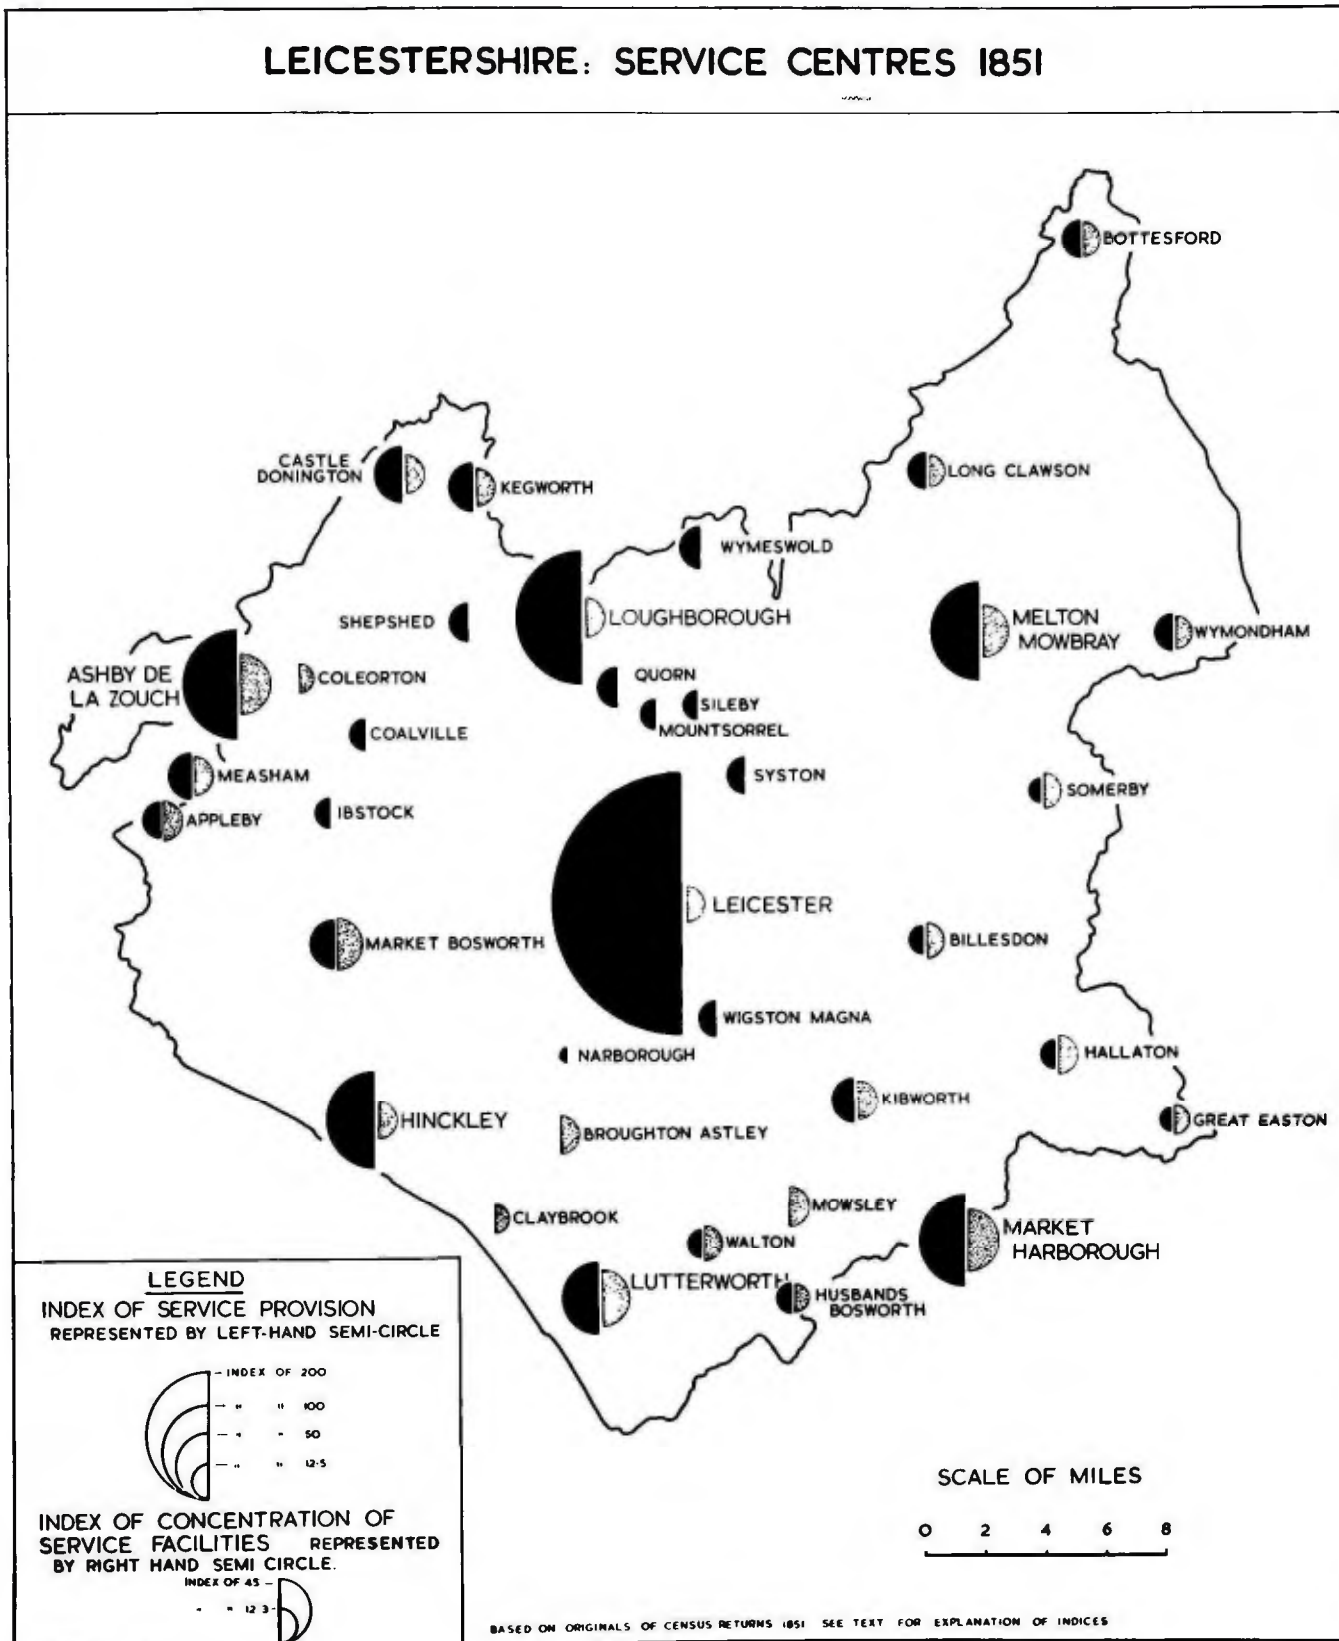 LEICESTERSHIRE: SERVICE CENTRES 1851
BOTTESFORD
CASTLE
DONINGTON
KEGWORTH
LONG CLAWSON
WYMESWOLD
SHEPSHED
LOUGHBOROUGH
MELTON
MOWBRAY
WYMONDHAM
ASHBY DE
LA ZOUCH
COLEORTON
QUORN
SILEBY
MOUNTSORREL
COALVILLE
MEASHAM
SYSTON
SOMERBY
APPLEBY
IBSTOCK
LEICESTER
MARKET BOSWORTH
BILLESDON
WIGSTON MAGNA
NARBOROUGH
HALLATON
HINCKLEY
KIBWORTH
GREAT EASTON
BROUGHTON ASTLEY
MOWSLEY
CLAYBROOK
WALTON
MARKET
HARBOROUGH
LUTTERWORTH
HUSBANDS
BOSWORTH
LEGEND
INDEX OF SERVICE PROVISION
REPRESENTED BY LEFT-HAND SEMI-CIRCLE
- INDEX OF 200
- " " 100
- " " 50
- " " 12·5
INDEX OF CONCENTRATION OF
SERVICE FACILITIES REPRESENTED
BY RIGHT HAND SEMI CIRCLE.
INDEX OF 45 -
" " 12·3 -
SCALE OF MILES
0 2 4 6 8
BASED ON ORIGINALS OF CENSUS RETURNS 1851 SEE TEXT FOR EXPLANATION OF INDICES